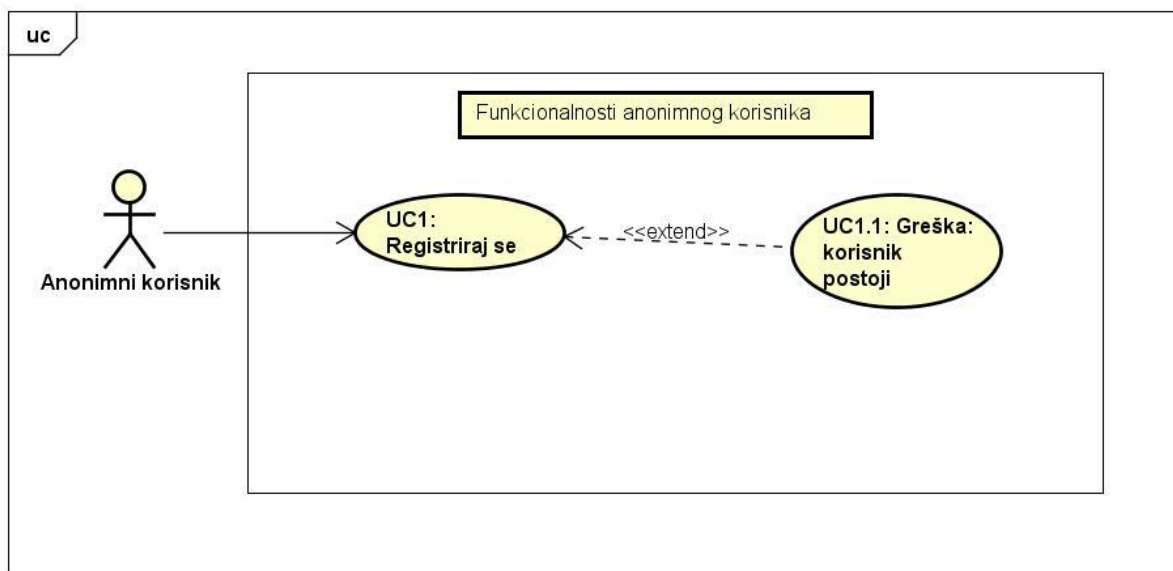 uc
Funkcionalnosti anonimnog korisnika
UC1:
Registriraj se
<<extend>>
UC1.1: Greška:
korisnik
postoji
Anonimni korisnik